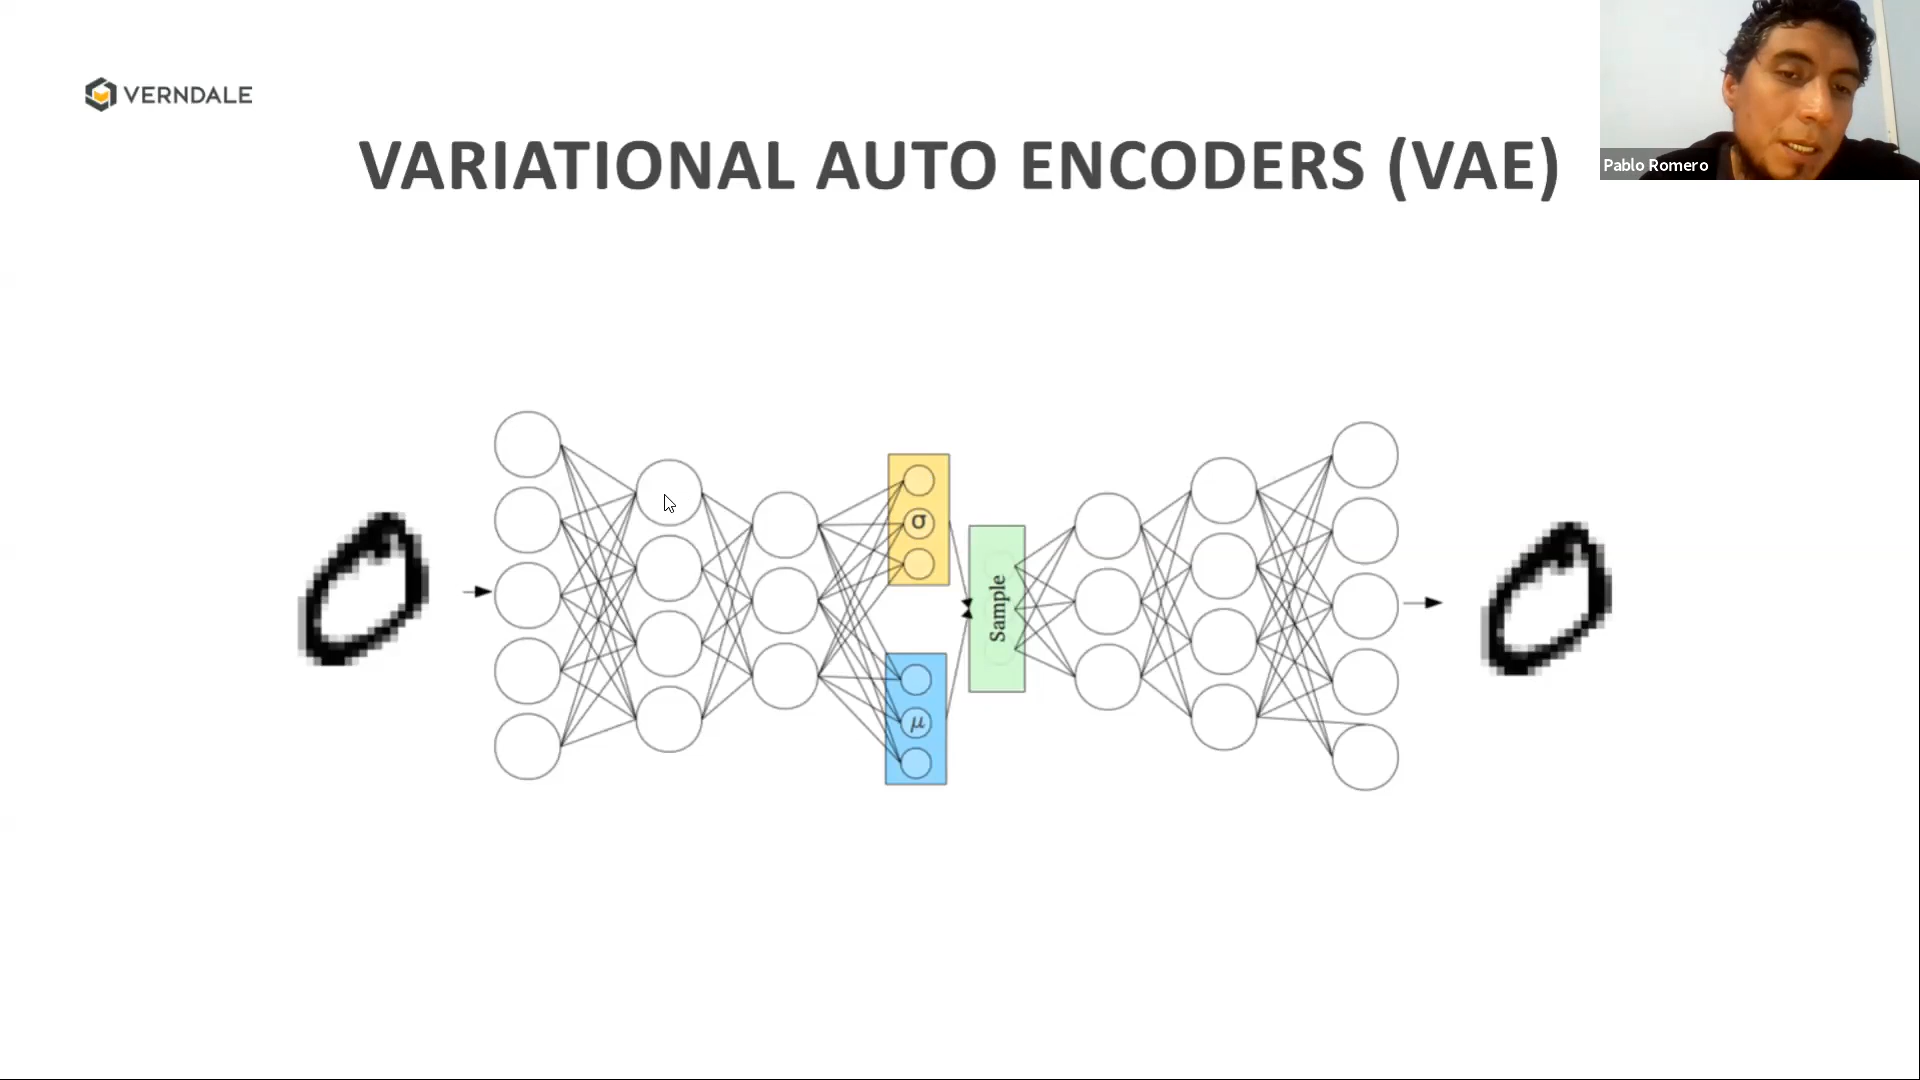 VERNDALE
VARIATIONAL AUTO ENCODERS (VAE)
Pablo Romero
σ
Sample
μ